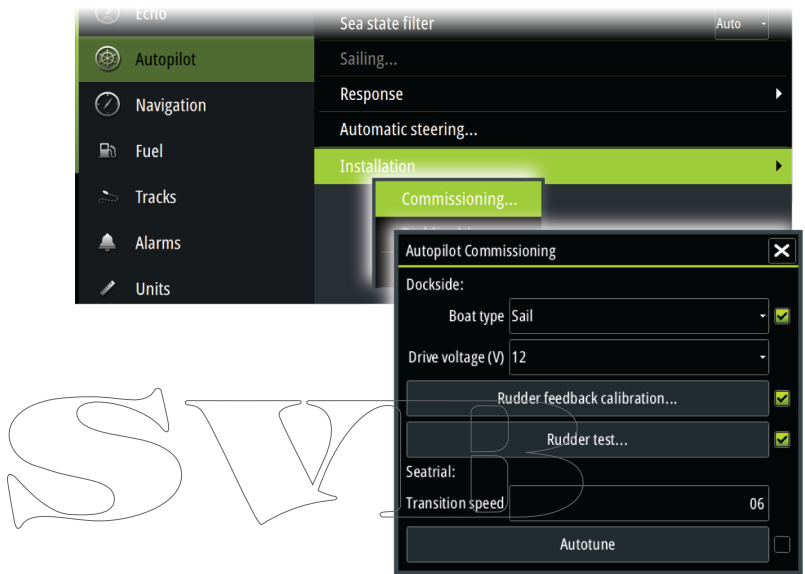 Echo
Autopilot
Navigation
Fuel
Tracks
Alarms
Units
Sea state filter Auto
Sailing...
Response
Automatic steering...
Installation
Commissioning...
Autopilot Commissioning
Dockside:
Boat type Sail
Drive voltage (V) 12
Rudder feedback calibration...
Rudder test...
Seatrial:
Transition speed 06
Autotune
SVB